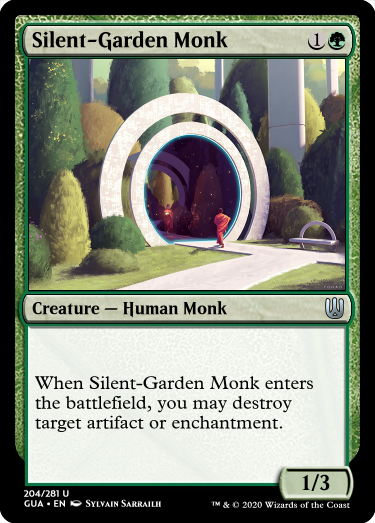 Silent-Garden Monk 1
Creature — Human Monk
When Silent-Garden Monk enters
the battlefield, you may destroy
target artifact or enchantment.
1/3
204/281 U
GUA • EN Sylvain Sarrailh
™ & © 2020 Wizards of the Coast